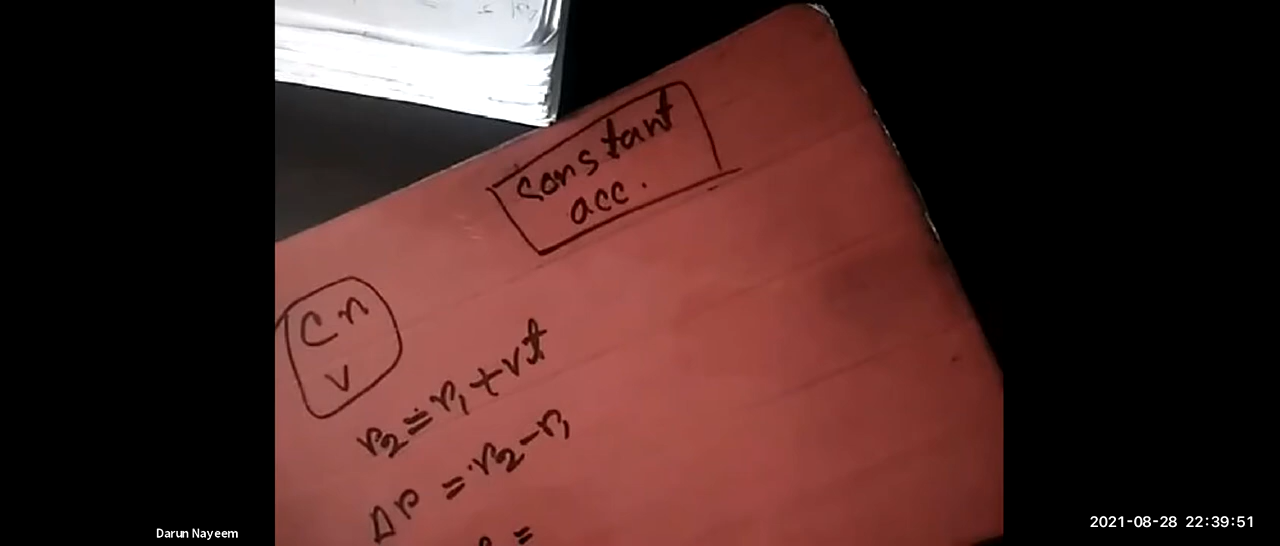 constant
acc.
Cn
v
r₂ = r₁ + vt
Δr = r₂ - r₁
=
Darun Nayeem
2021-08-28 22:39:51